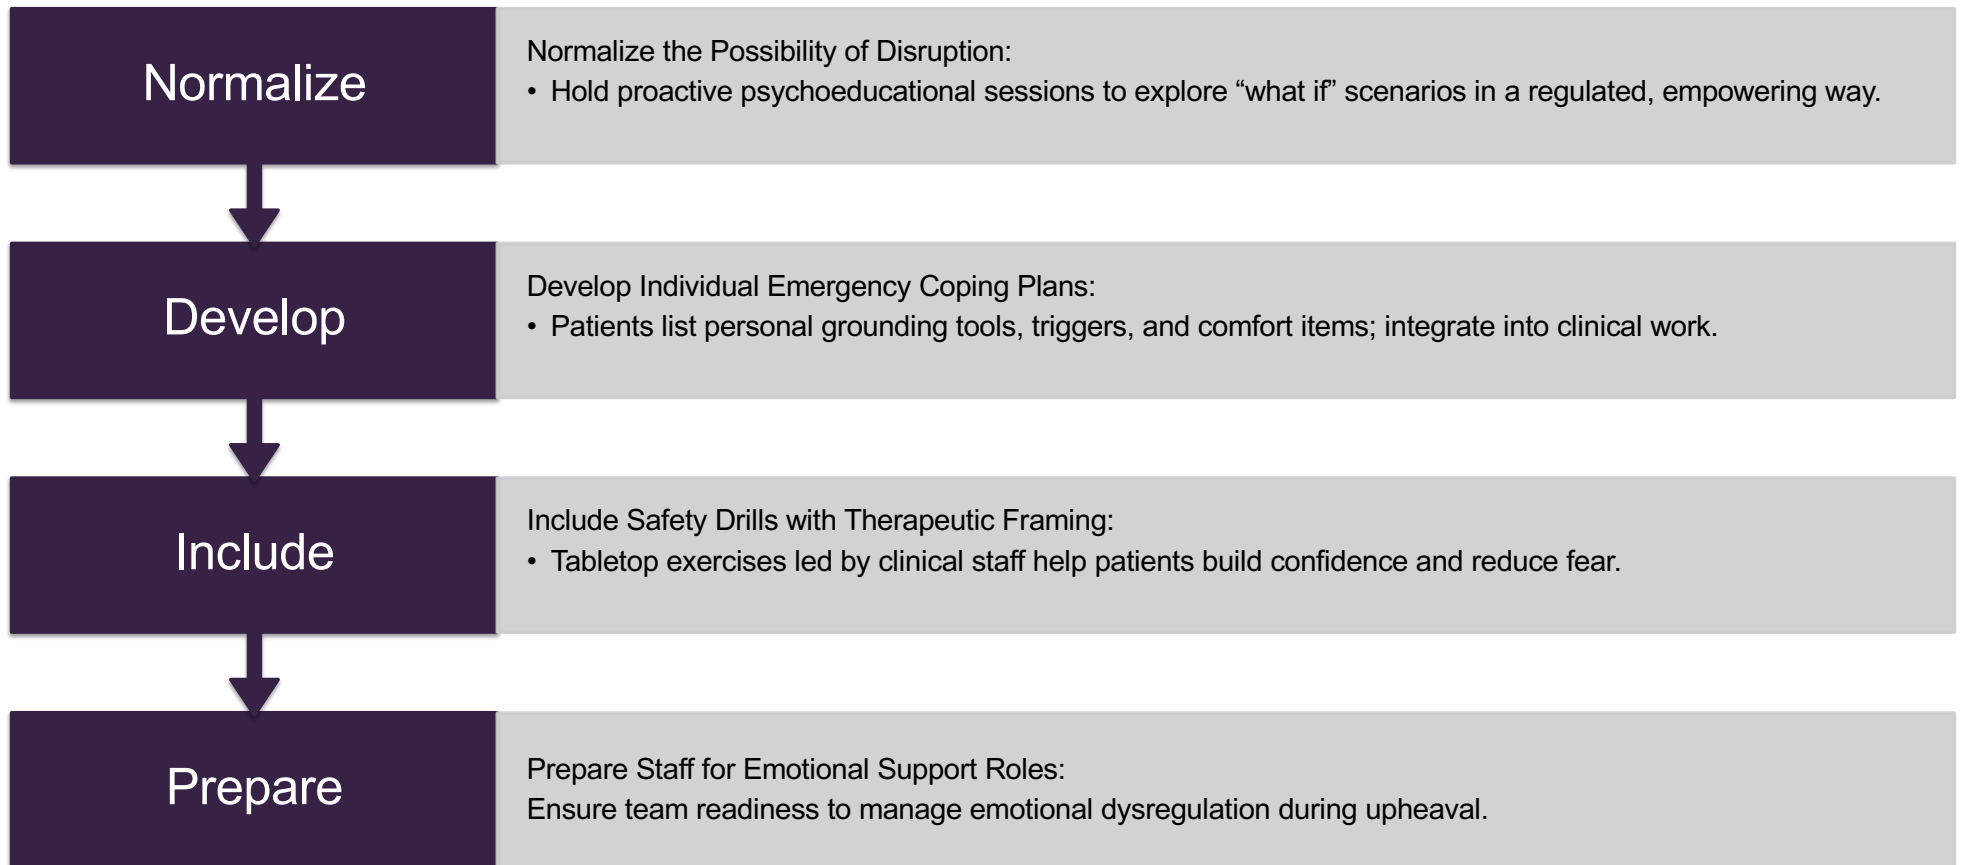 Normalize
Normalize the Possibility of Disruption:
• Hold proactive psychoeducational sessions to explore “what if” scenarios in a regulated, empowering way.
Develop
Develop Individual Emergency Coping Plans:
• Patients list personal grounding tools, triggers, and comfort items; integrate into clinical work.
Include
Include Safety Drills with Therapeutic Framing:
• Tabletop exercises led by clinical staff help patients build confidence and reduce fear.
Prepare
Prepare Staff for Emotional Support Roles:
Ensure team readiness to manage emotional dysregulation during upheaval.